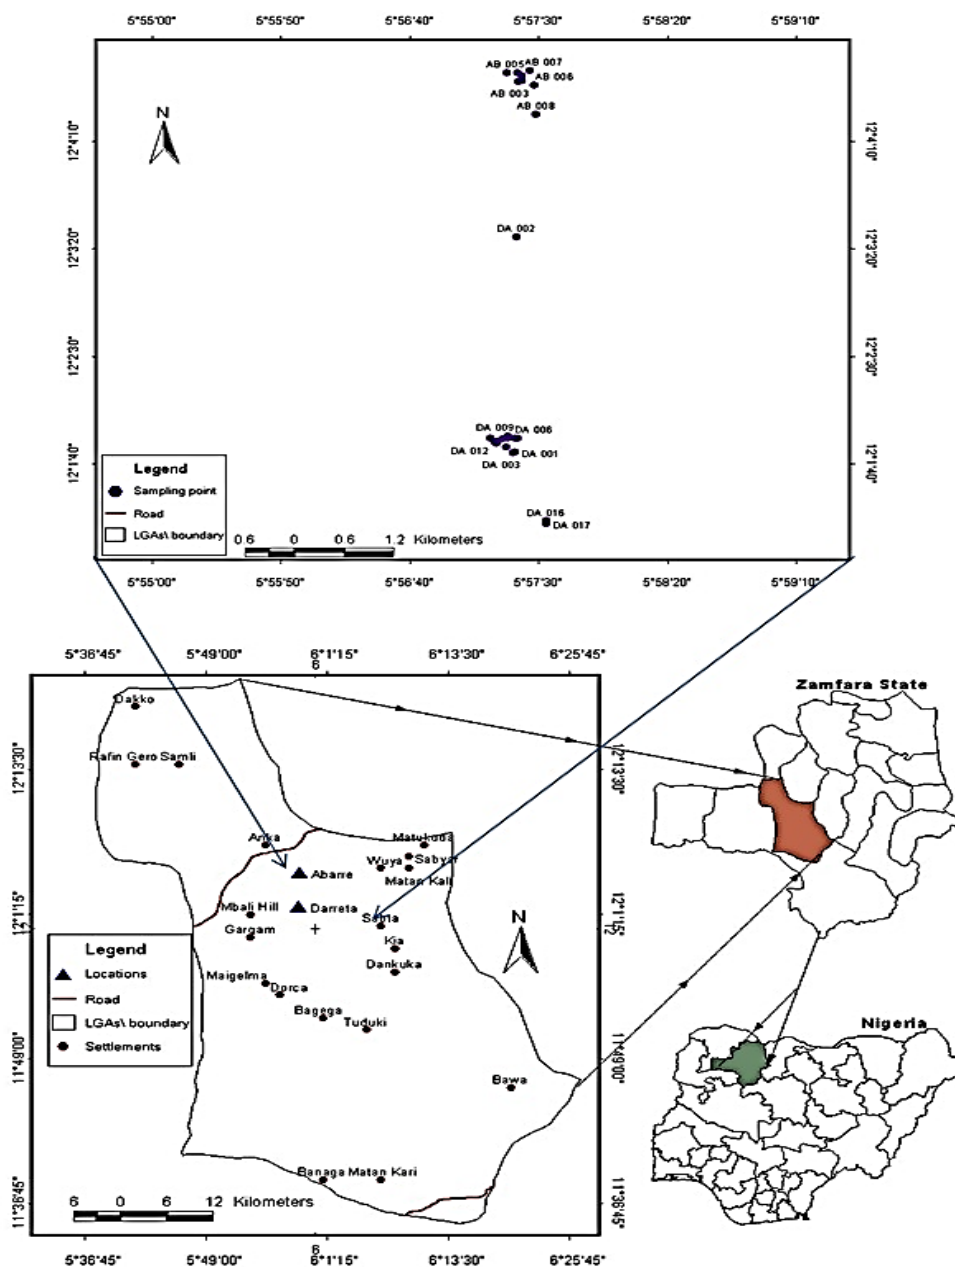 5°55'00" 5°55'50" 5°56'40" 5°57'30" 5°58'20" 5°59'10"
AB 005 AB 007
AB 006
AB 003
AB 008
N
12°4'10" 12°4'10"
DA 002
12°3'20" 12°3'20"
12°2'30" 12°2'30"
DA 009 DA 006
DA 012 DA 001
DA 003
12°1'40" 12°1'40"
Legend
Sampling point
Road
LGAs\ boundary
DA 016
DA 017
0.6 0 0.6 1.2 Kilometers
5°55'00" 5°55'50" 5°56'40" 5°57'30" 5°58'20" 5°59'10"
5°36'45" 5°49'00" 6°1'15" 6°13'30" 6°25'45"
6
Zamfara State
Dakko
Rafin Gero Samli
12°13'30" 12°13'30"
Anka Matukoba
Wuya Sabya
Abarre Matan Kali
Mbali Hill Darreta
12°1'15" 12°1'15"
12 12
Gargam Kia
N
Dankuka
Legend
Locations
Road
LGAs\ boundary
Settlements
Maigelma
Dorca
Bagega
Tuduki
Nigeria
11°49'00" 11°49'00"
Bawa
Banaga Matan Kari
11°36'45" 11°36'45"
6 0 6 12 Kilometers
6
5°36'45" 5°49'00" 6°1'15" 6°13'30" 6°25'45"